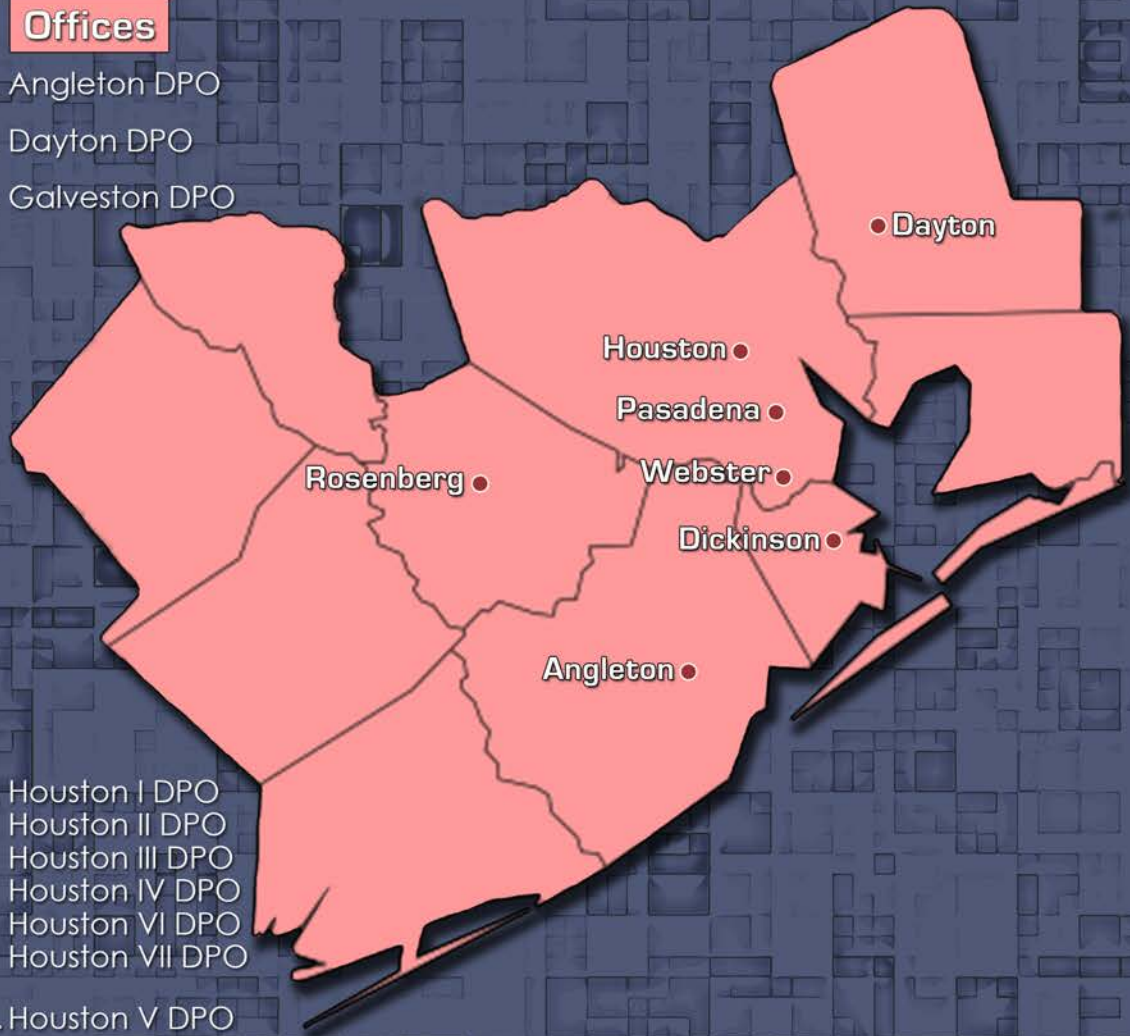 Offices
Angleton DPO
Dayton DPO
Galveston DPO
Dayton
Houston
Pasadena
Rosenberg
Webster
Dickinson
Angleton
Houston I DPO
Houston II DPO
Houston III DPO
Houston IV DPO
Houston VI DPO
Houston VII DPO
Houston V DPO